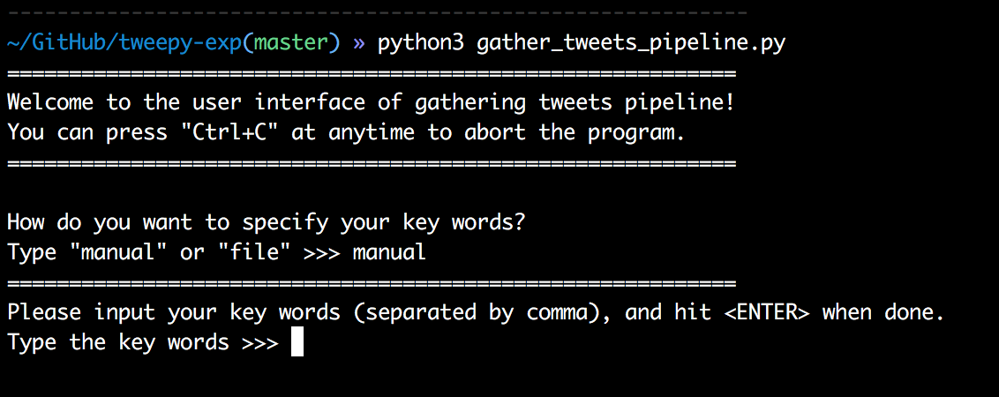 ------------------------------------------------------------
~/GitHub/tweepy-exp(master) » python3 gather_tweets_pipeline.py
===========================================================
Welcome to the user interface of gathering tweets pipeline!
You can press "Ctrl+C" at anytime to abort the program.
===========================================================
How do you want to specify your key words?
Type "manual" or "file" >>> manual
===========================================================
Please input your key words (separated by comma), and hit <ENTER> when done.
Type the key words >>>